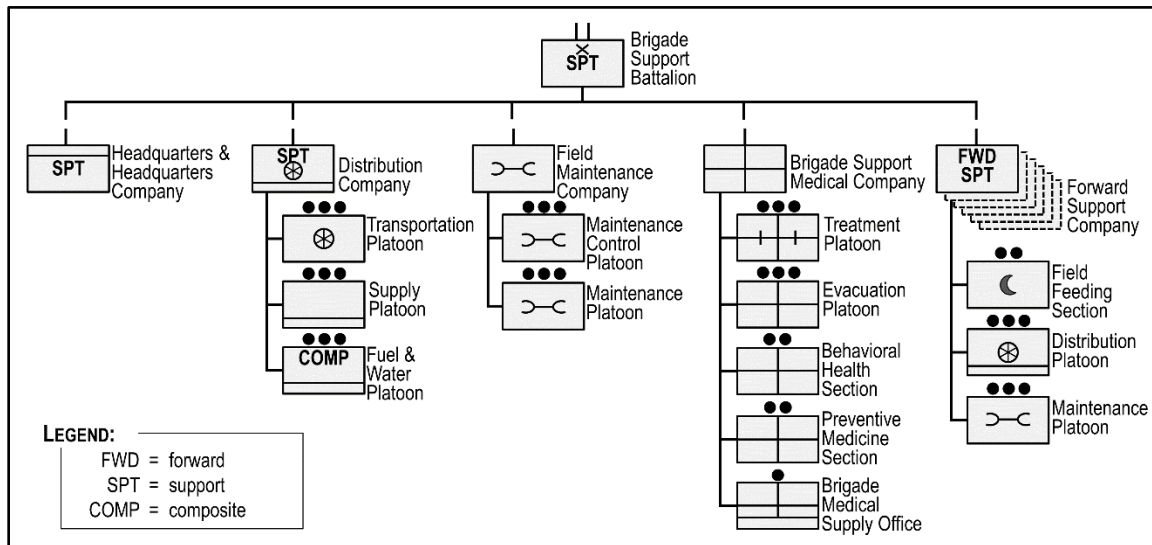 SPT
Brigade
Support
Battalion
SPT
Headquarters &
Headquarters
Company
SPT
Distribution
Company
Transportation
Platoon
Supply
Platoon
COMP
Fuel &
Water
Platoon
Field
Maintenance
Company
Maintenance
Control
Platoon
Maintenance
Platoon
Brigade Support
Medical Company
Treatment
Platoon
Evacuation
Platoon
Behavioral
Health
Section
Preventive
Medicine
Section
Brigade
Medical
Supply Office
FWD
SPT
Forward
Support
Company
Field
Feeding
Section
Distribution
Platoon
Maintenance
Platoon
LEGEND:
FWD = forward
SPT = support
COMP = composite